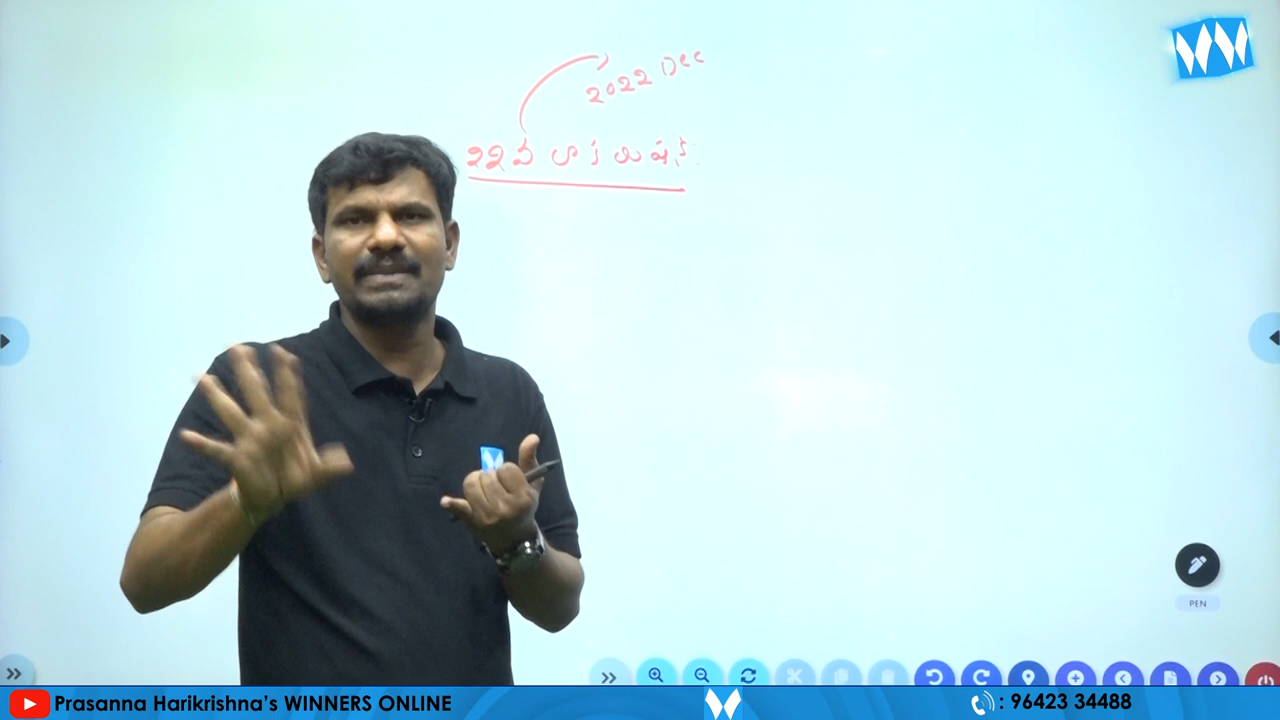 2022 Dec
22వ లా కమిషన్
PEN
Prasanna Harikrishna's WINNERS ONLINE
: 96423 34488